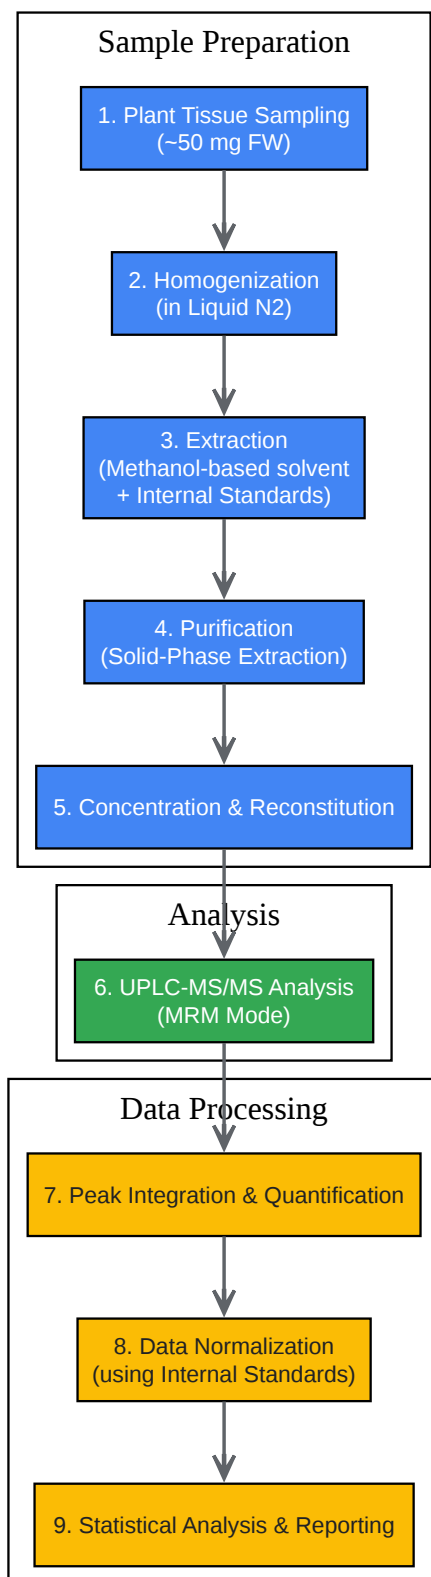 Sample Preparation
1. Plant Tissue Sampling
(~50 mg FW)
2. Homogenization
(in Liquid N2)
3. Extraction
(Methanol-based solvent
+ Internal Standards)
4. Purification
(Solid-Phase Extraction)
5. Concentration & Reconstitution
Analysis
6. UPLC-MS/MS Analysis
(MRM Mode)
Data Processing
7. Peak Integration & Quantification
8. Data Normalization
(using Internal Standards)
9. Statistical Analysis & Reporting